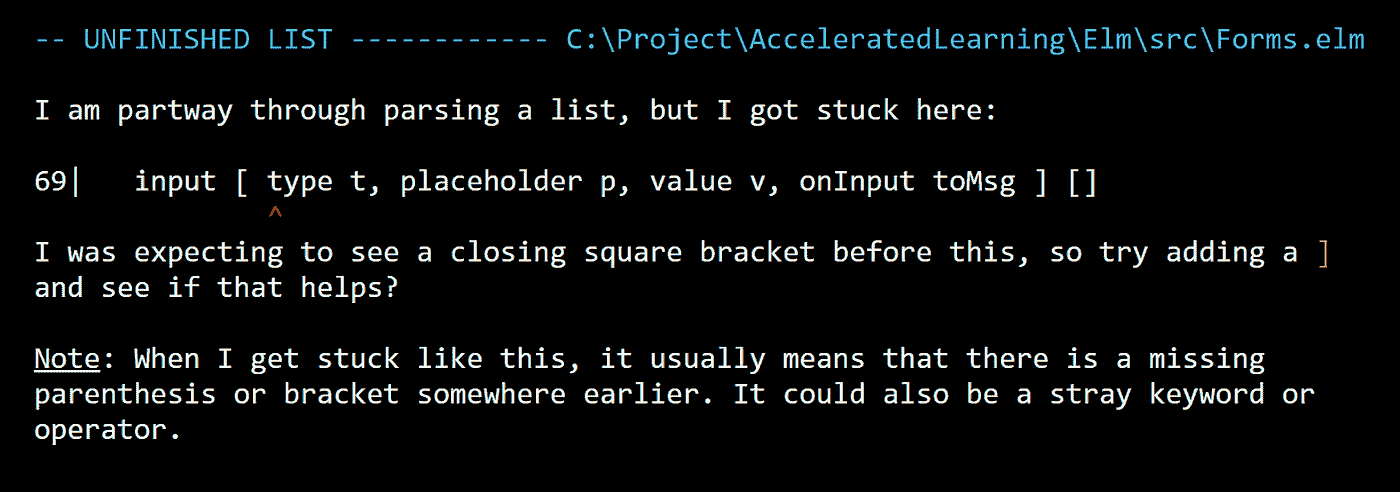 -- UNFINISHED LIST ------------ C:\Project\AcceleratedLearning\Elm\src\Forms.elm
I am partway through parsing a list, but I got stuck here:
69|   input [ type t, placeholder p, value v, onInput toMsg ] []
^
I was expecting to see a closing square bracket before this, so try adding a ]
and see if that helps?
Note: When I get stuck like this, it usually means that there is a missing
parenthesis or bracket somewhere earlier. It could also be a stray keyword or
operator.